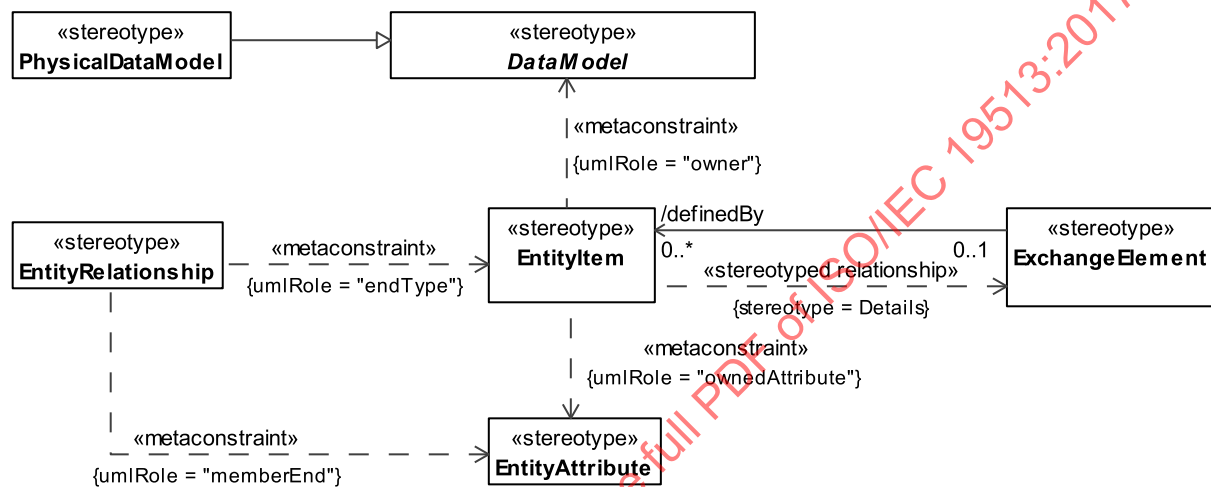 «stereotype»
PhysicalDataModel
«stereotype»
DataModel
«metaconstraint»
{umlRole = "owner"}
«stereotype»
EntityRelationship
«metaconstraint»
{umlRole = "endType"}
«stereotype»
EntityItem
/definedBy
0..*
0..1
«stereotyped relationship»
{stereotype = Details}
«stereotype»
ExchangeElement
«metaconstraint»
{umlRole = "ownedAttribute"}
«metaconstraint»
{umlRole = "memberEnd"}
«stereotype»
EntityAttribute
full PDF of ISO/IEC 19513:2017